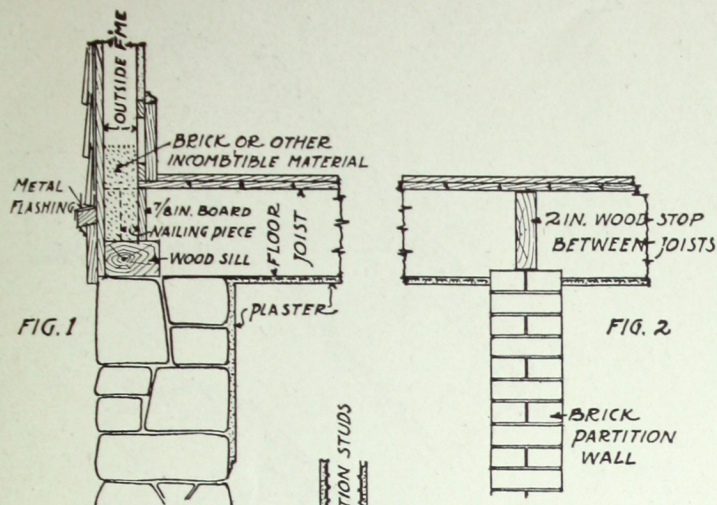 OUTSIDE F'ME
BRICK OR OTHER
INCOMBTIBLE MATERIAL
METAL
FLASHING
7/8 IN. BOARD
NAILING PIECE
WOOD SILL
FLOOR
JOIST
PLASTER
FIG. 1
2 IN. WOOD STOP
BETWEEN JOISTS
FIG. 2
BRICK
PARTITION
WALL
TION STUDS